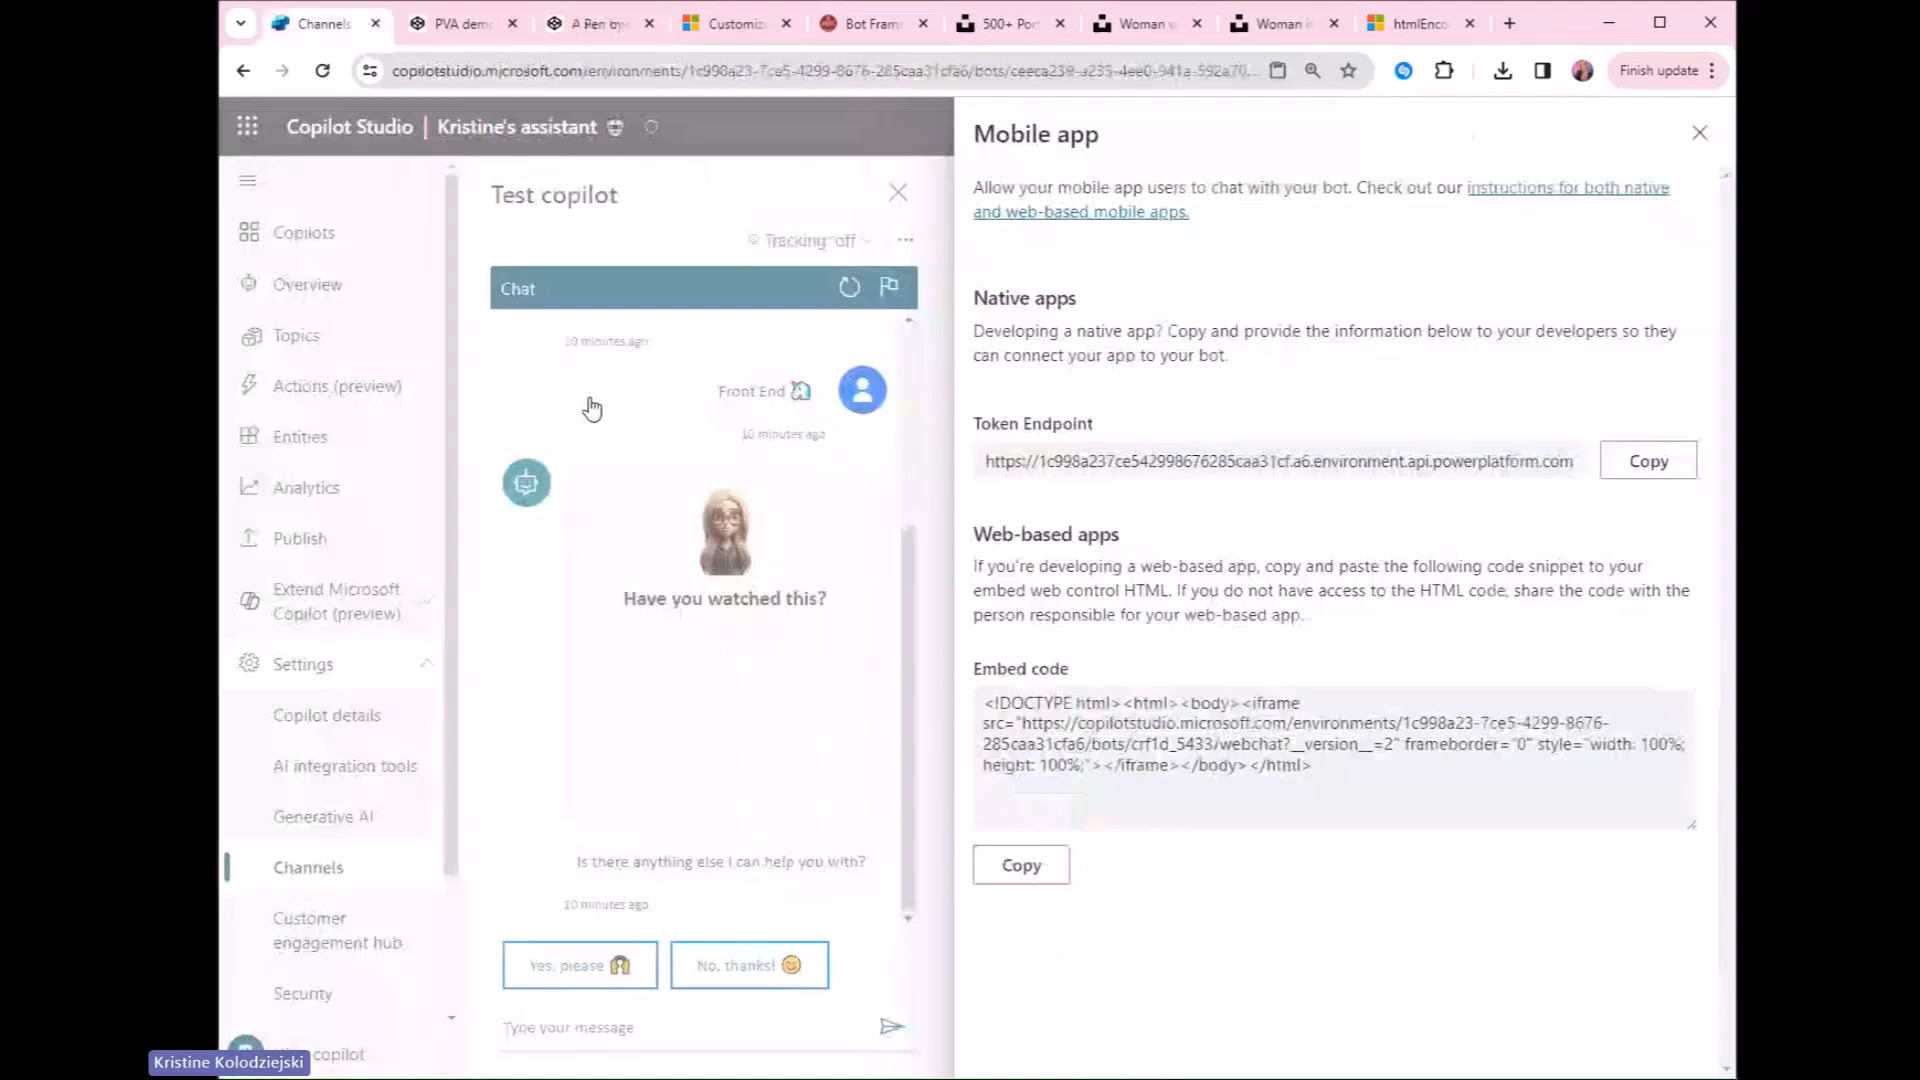 Channels
PVA dem
A Pen by
Customiz
Bot Fram
500+ Por
Woman w
Woman i
htmlEnco
copilotstudio.microsoft.com/environments/1c998a23-7ce5-4299-8676-285caa31cfa6/bots/ceeca239-a235-4ee0-941a-592a70...
Finish update
Copilot Studio | Kristine's assistant
Copilots
Overview
Topics
Actions (preview)
Entities
Analytics
Publish
Extend Microsoft
Copilot (preview)
Settings
Copilot details
AI integration tools
Generative AI
Channels
Customer
engagement hub
Security
copilot
Test copilot
Tracking: off
Chat
10 minutes ago
Front End
10 minutes ago
Have you watched this?
Is there anything else I can help you with?
10 minutes ago
Yes, please
No, thanks!
Type your message
Mobile app
Allow your mobile app users to chat with your bot. Check out our instructions for both native
and web-based mobile apps.
Native apps
Developing a native app? Copy and provide the information below to your developers so they
can connect your app to your bot.
Token Endpoint
https://1c998a237ce542998676285caa31cf.a6.environment.api.powerplatform.com
Copy
Web-based apps
If you're developing a web-based app, copy and paste the following code snippet to your
embed web control HTML. If you do not have access to the HTML code, share the code with the
person responsible for your web-based app.
Embed code
<!DOCTYPE html><html><body><iframe
src="https://copilotstudio.microsoft.com/environments/1c998a23-7ce5-4299-8676-
285caa31cfa6/bots/crf1d_5433/webchat?__version__=2" frameborder="0" style="width: 100%;
height: 100%;"></iframe></body></html>
Copy
Kristine Kolodziejski